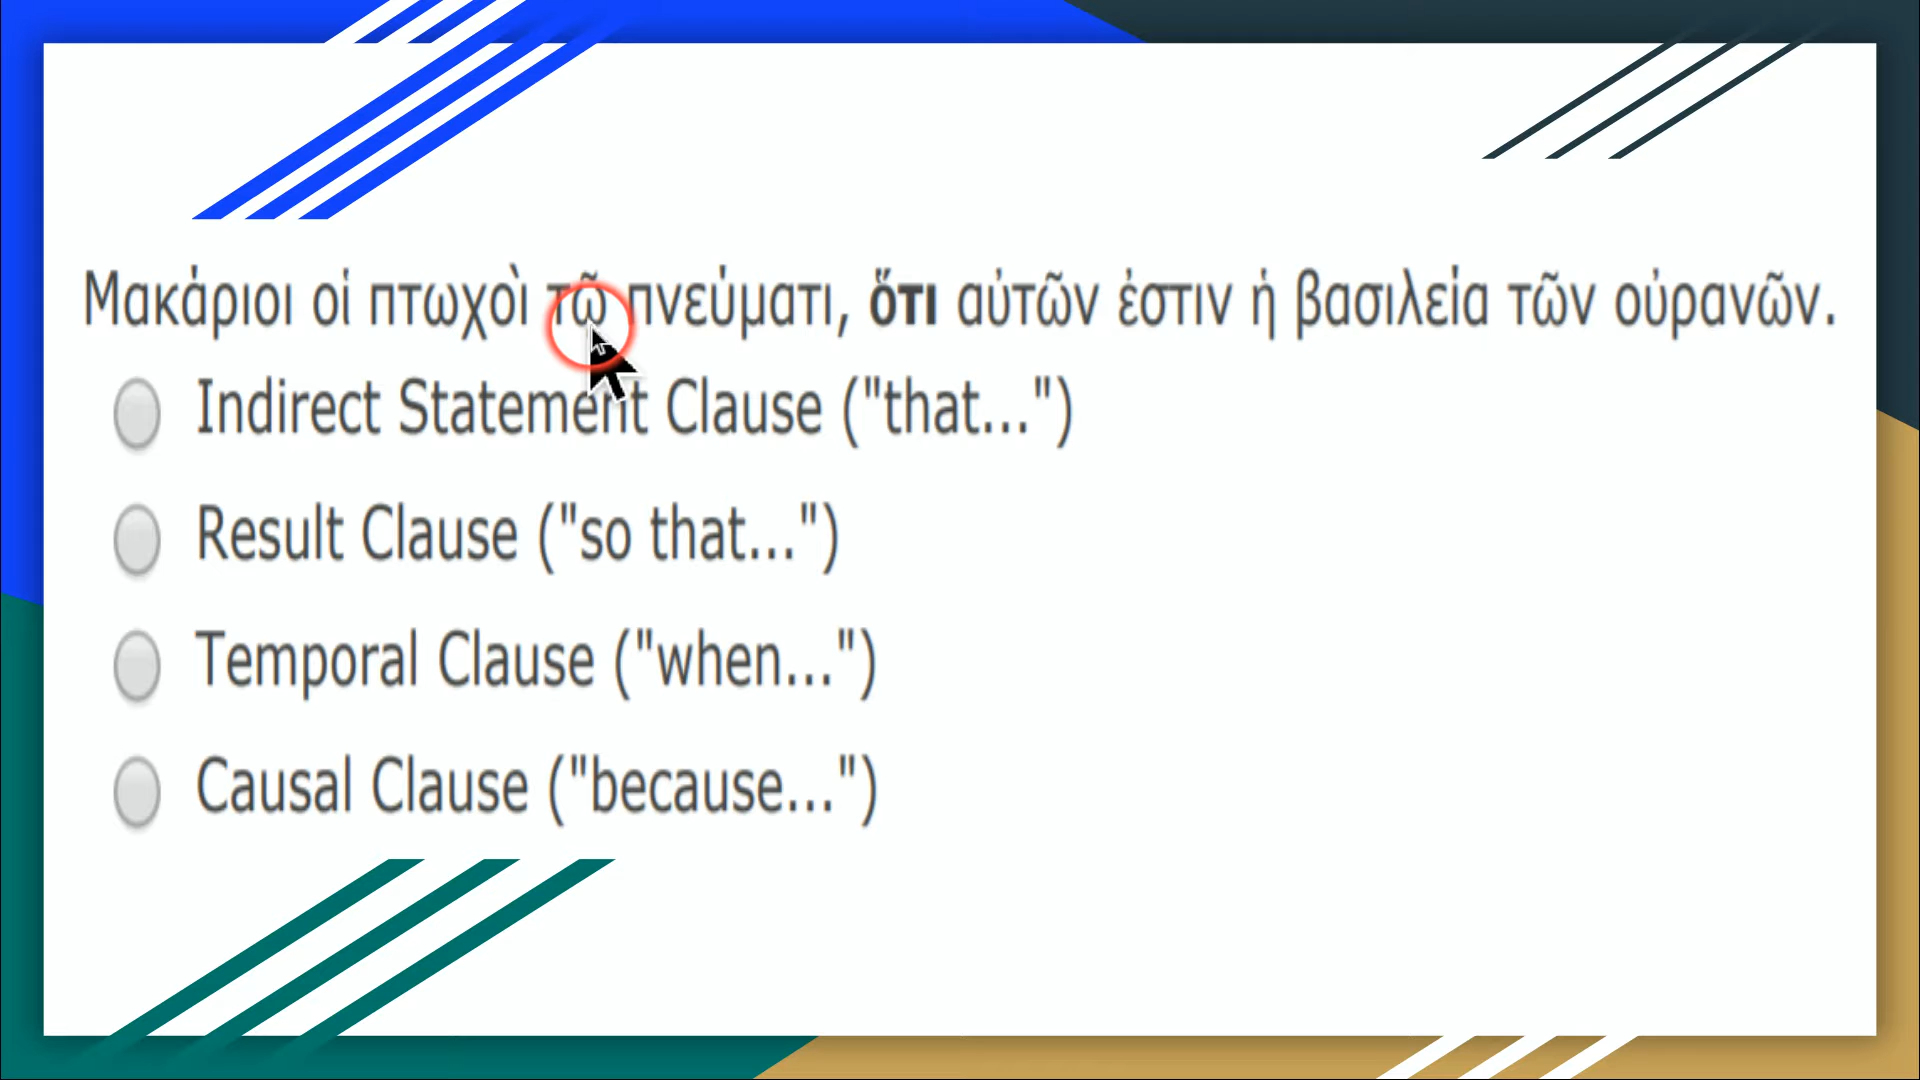 Μακάριοι οἱ πτωχοὶ τῷ πνεύματι, ὅτι αὐτῶν ἐστιν ἡ βασιλεία τῶν οὐρανῶν.
Indirect Statement Clause ("that...")
Result Clause ("so that...")
Temporal Clause ("when...")
Causal Clause ("because...")